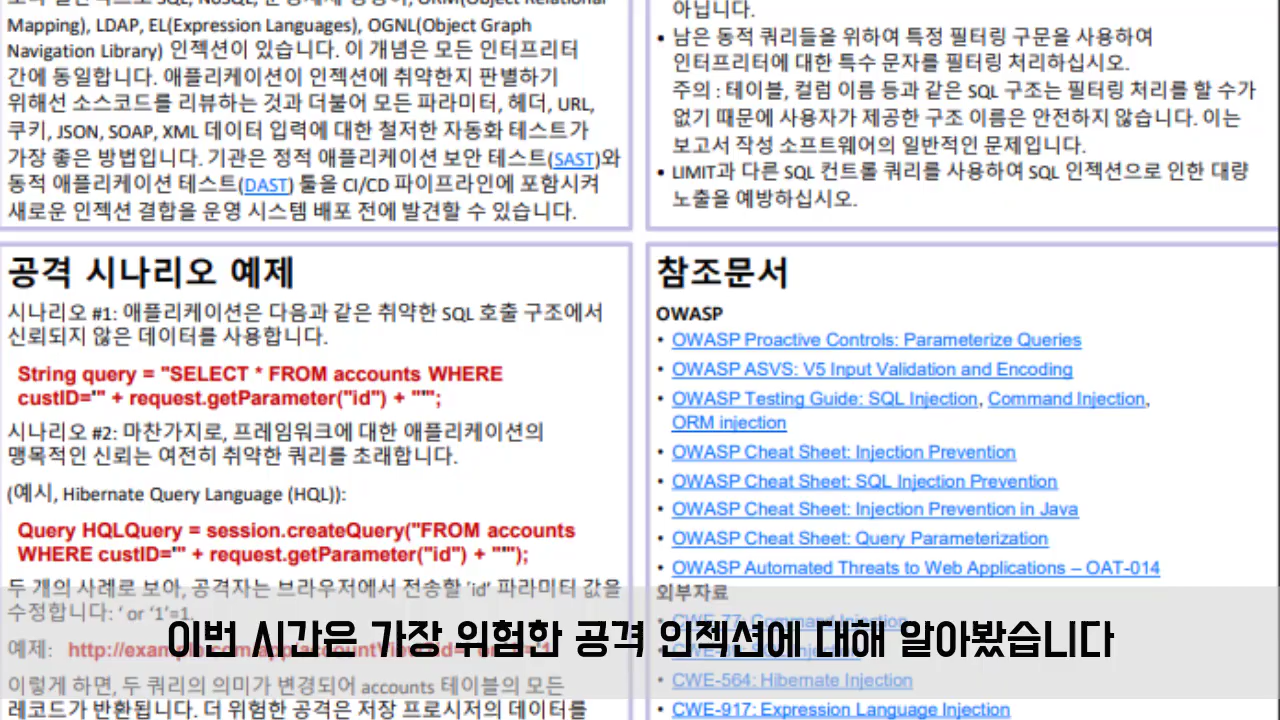 Mapping), LDAP, EL(Expression Languages), OGNL(Object Graph
Navigation Library) 인젝션이 있습니다. 이 개념은 모든 인터프리터
간에 동일합니다. 애플리케이션이 인젝션에 취약한지 판별하기
위해선 소스코드를 리뷰하는 것과 더불어 모든 파라미터, 헤더, URL,
쿠키, JSON, SOAP, XML 데이터 입력에 대한 철저한 자동화 테스트가
가장 좋은 방법입니다. 기관은 정적 애플리케이션 보안 테스트(SAST)와
동적 애플리케이션 테스트(DAST) 툴을 CI/CD 파이프라인에 포함시켜
새로운 인젝션 결합을 운영 시스템 배포 전에 발견할 수 있습니다.
아닙니다.
• 남은 동적 쿼리들을 위하여 특정 필터링 구문을 사용하여
인터프리터에 대한 특수 문자를 필터링 처리하십시오.
주의 : 테이블, 컬럼 이름 등과 같은 SQL 구조는 필터링 처리를 할 수가
없기 때문에 사용자가 제공한 구조 이름은 안전하지 않습니다. 이는
보고서 작성 소프트웨어의 일반적인 문제입니다.
• LIMIT과 다른 SQL 컨트롤 쿼리를 사용하여 SQL 인젝션으로 인한 대량
노출을 예방하십시오.
공격 시나리오 예제
시나리오 #1: 애플리케이션은 다음과 같은 취약한 SQL 호출 구조에서
신뢰되지 않은 데이터를 사용합니다.
String query = "SELECT * FROM accounts WHERE
custID='" + request.getParameter("id") + "'";
시나리오 #2: 마찬가지로, 프레임워크에 대한 애플리케이션의
맹목적인 신뢰는 여전히 취약한 쿼리를 초래합니다.
(예시, Hibernate Query Language (HQL)):
Query HQLQuery = session.createQuery("FROM accounts
WHERE custID='" + request.getParameter("id") + "'");
두 개의 사례로 보아, 공격자는 브라우저에서 전송할 'id' 파라미터 값을
수정합니다: ' or '1'=1.
예제:
이렇게 하면, 두 쿼리의 의미가 변경되어 accounts 테이블의 모든
레코드가 반환됩니다. 더 위험한 공격은 저장 프로시저의 데이터를
참조문서
OWASP
• OWASP Proactive Controls: Parameterize Queries
• OWASP ASVS: V5 Input Validation and Encoding
• OWASP Testing Guide: SQL Injection, Command Injection,
ORM injection
• OWASP Cheat Sheet: Injection Prevention
• OWASP Cheat Sheet: SQL Injection Prevention
• OWASP Cheat Sheet: Injection Prevention in Java
• OWASP Cheat Sheet: Query Parameterization
• OWASP Automated Threats to Web Applications – OAT-014
외부자료
• CWE-77: Command Injection
• CWE-564: Hibernate Injection
• CWE-917: Expression Language Injection
이번 시간은 가장 위험한 공격 인젝션에 대해 알아봤습니다